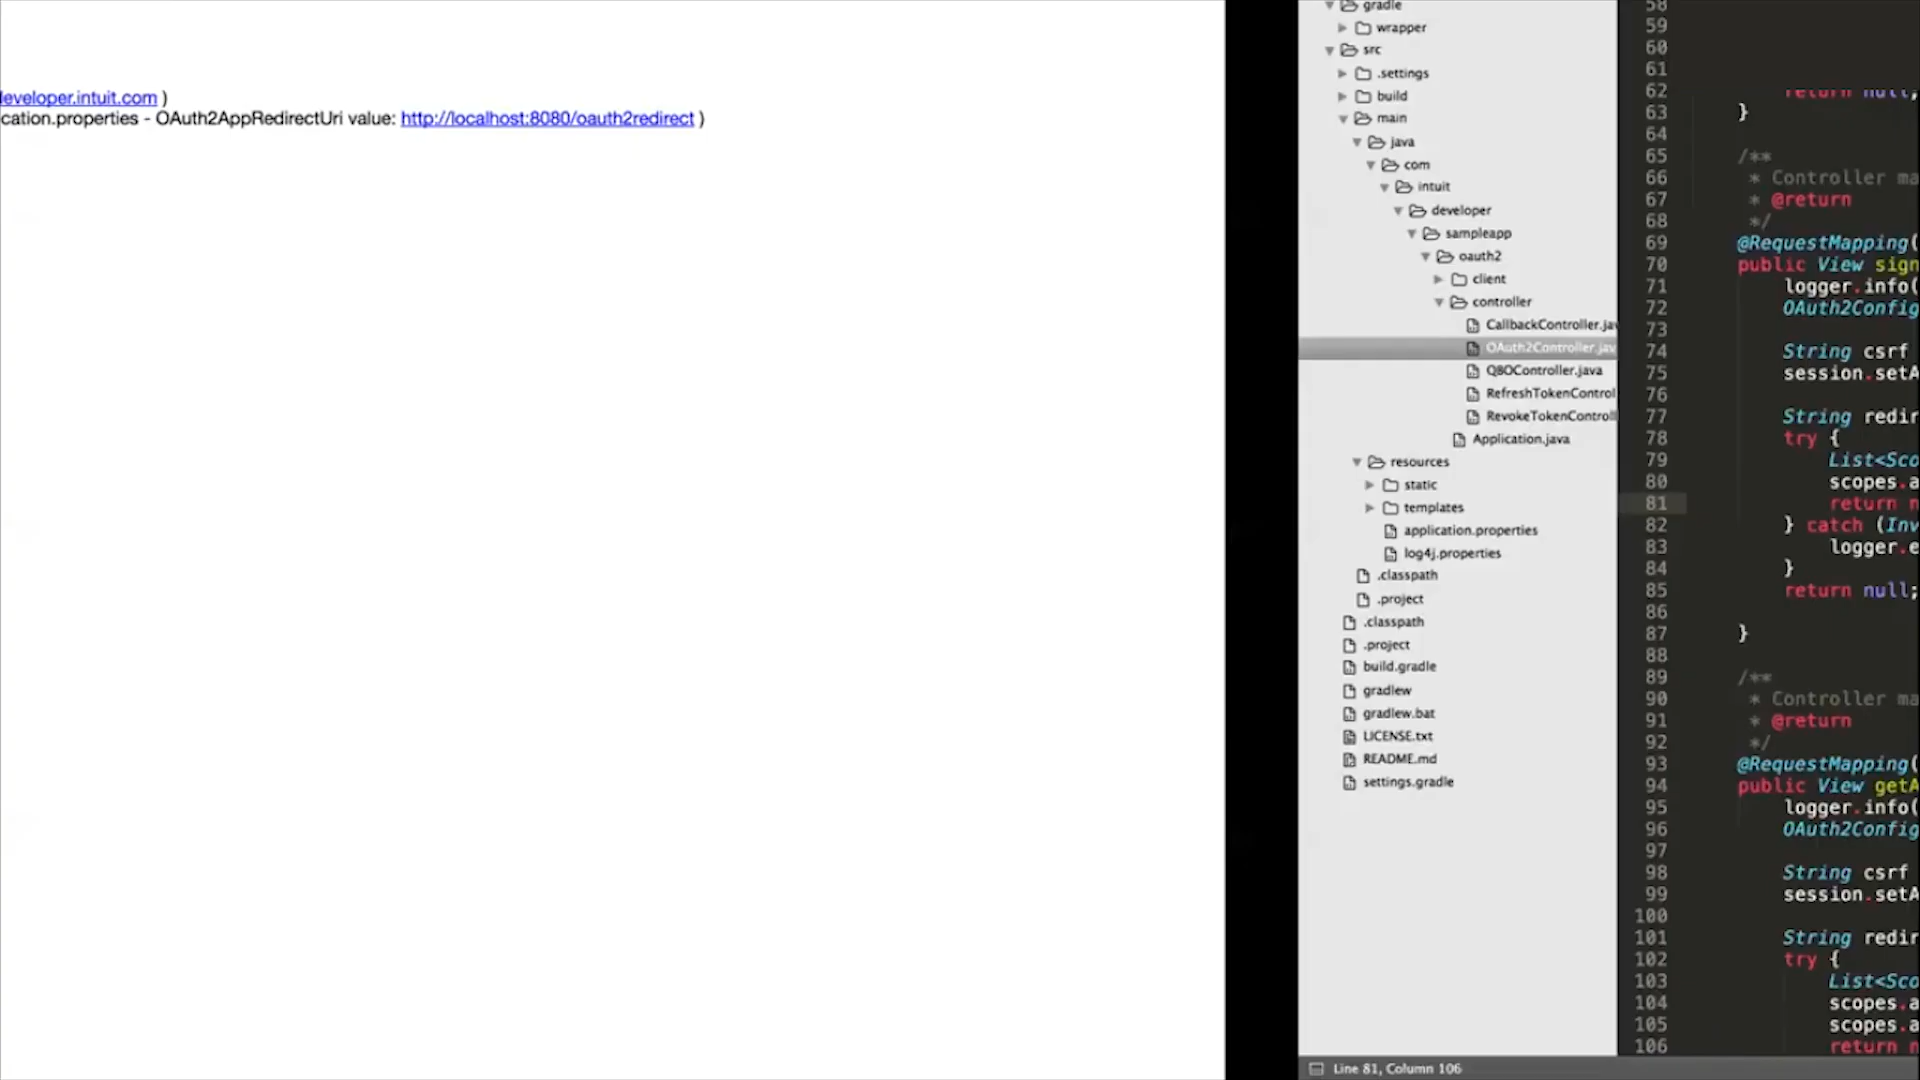 developer.intuit.com )
cation.properties - OAuth2AppRedirectUri value: http://localhost:8080/oauth2redirect )
gradle
wrapper
src
.settings
build
main
java
com
intuit
developer
sampleapp
oauth2
client
controller
CallbackController.jav
OAuth2Controller.jav
QBOController.java
RefreshTokenControl
RevokeTokenControll
Application.java
resources
static
templates
application.properties
log4j.properties
.classpath
.project
.classpath
.project
build.gradle
gradlew
gradlew.bat
LICENSE.txt
README.md
settings.gradle
58
59
60
61
62 return null;
63 }
64
65 /**
66 * Controller ma
67 * @return
68 */
69 @RequestMapping(
70 public View sign
71 logger.info(
72 OAuth2Config
73
74 String csrf
75 session.setA
76
77 String redir
78 try {
79 List<Sco
80 scopes.a
81 return n
82 } catch (Inv
83 logger.e
84 }
85 return null;
86
87 }
88
89 /**
90 * Controller ma
91 * @return
92 */
93 @RequestMapping(
94 public View getA
95 logger.info(
96 OAuth2Config
97
98 String csrf
99 session.setA
100
101 String redir
102 try {
103 List<Sco
104 scopes.a
105 scopes.a
106 return n
Line 81, Column 106